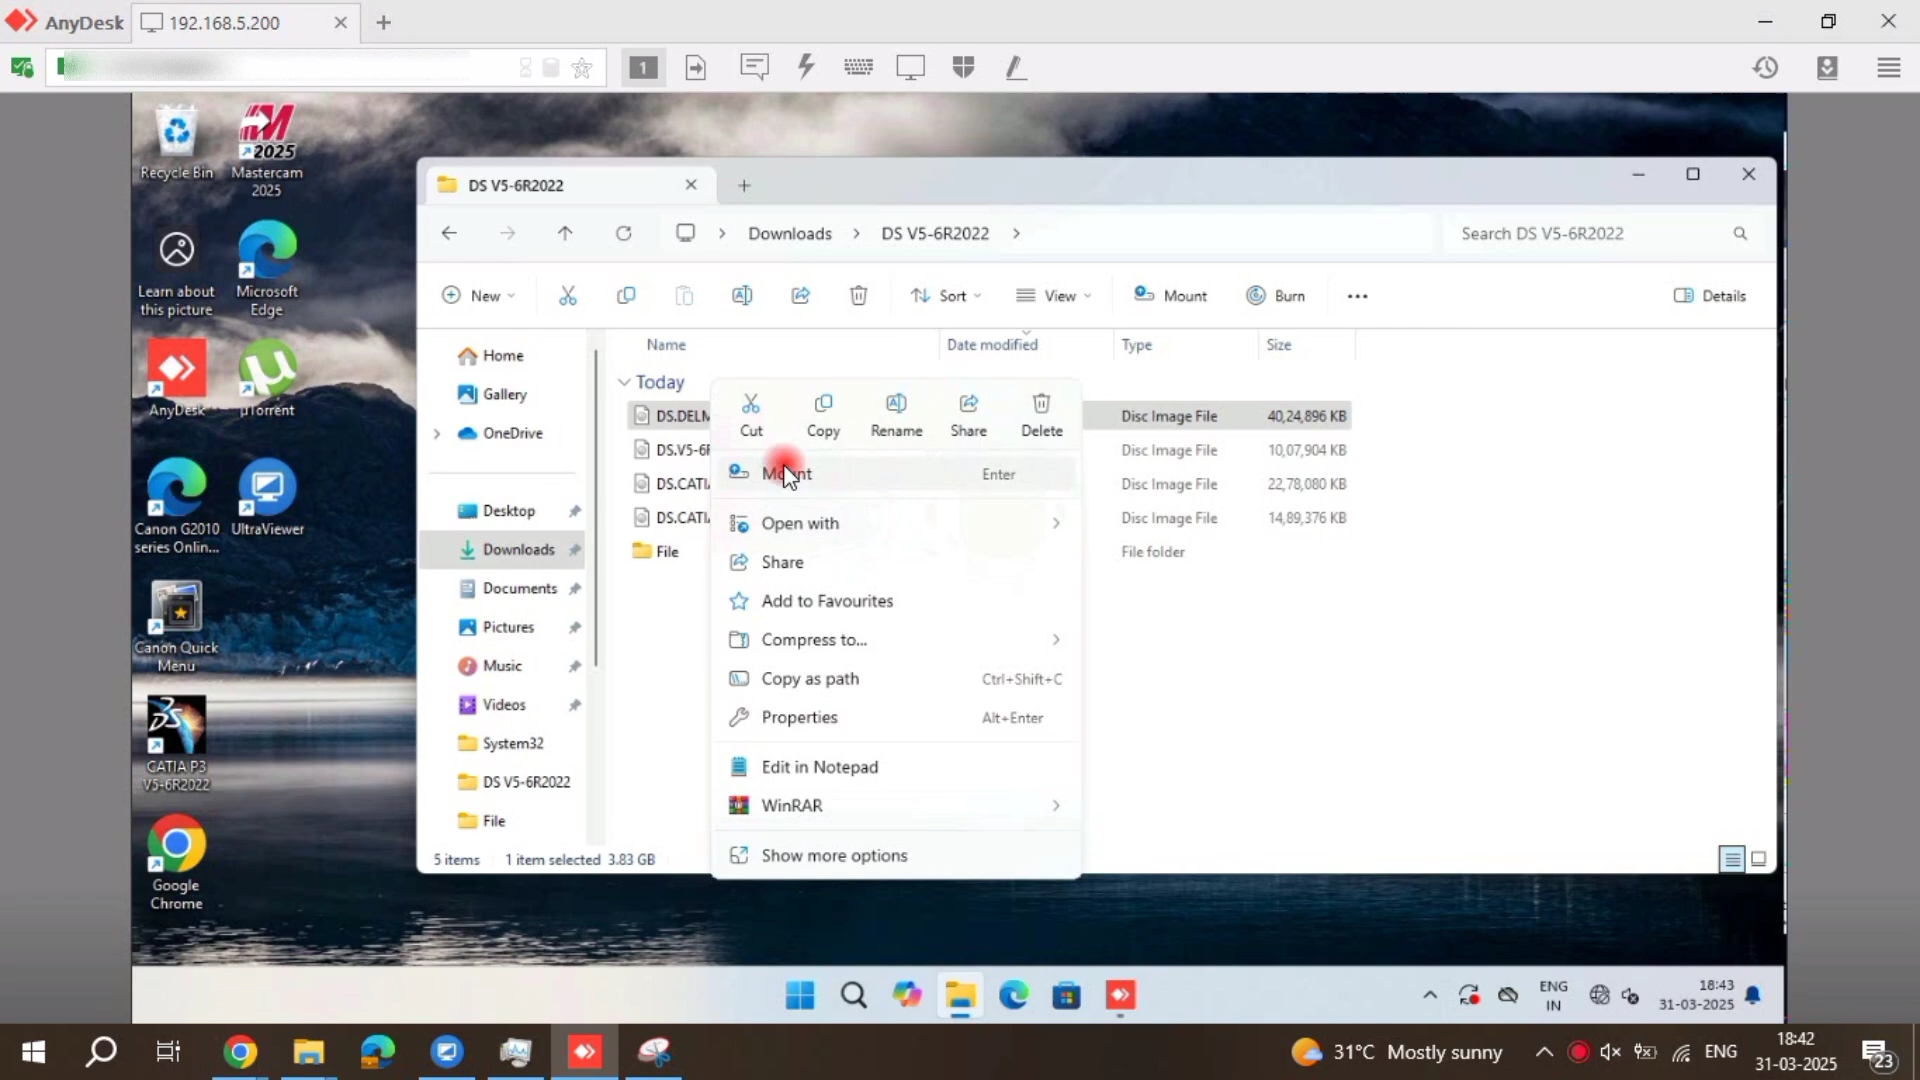 AnyDesk
192.168.5.200
1
Recycle Bin
2025
Mastercam
2025
Learn about
this picture
Microsoft
Edge
AnyDesk
µTorrent
Canon G2010
series Onlin...
UltraViewer
Canon Quick
Menu
CATIA P3
V5-6R2022
Google
Chrome
DS V5-6R2022
Downloads
DS V5-6R2022
Search DS V5-6R2022
New
Sort
View
Mount
Burn
Details
Home
Gallery
OneDrive
Desktop
Downloads
Documents
Pictures
Music
Videos
System32
DS V5-6R2022
File
Name
Date modified
Type
Size
Today
DS.DELM
Disc Image File
40,24,896 KB
DS.V5-6R
Disc Image File
10,07,904 KB
DS.CATIA
Disc Image File
22,78,080 KB
DS.CATIA
Disc Image File
14,89,376 KB
File
File folder
Cut
Copy
Rename
Share
Delete
Mount
Enter
Open with
Share
Add to Favourites
Compress to...
Copy as path
Ctrl+Shift+C
Properties
Alt+Enter
Edit in Notepad
WinRAR
Show more options
5 items
1 item selected 3.83 GB
ENG
IN
18:43
31-03-2025
31°C Mostly sunny
ENG
18:42
31-03-2025
23